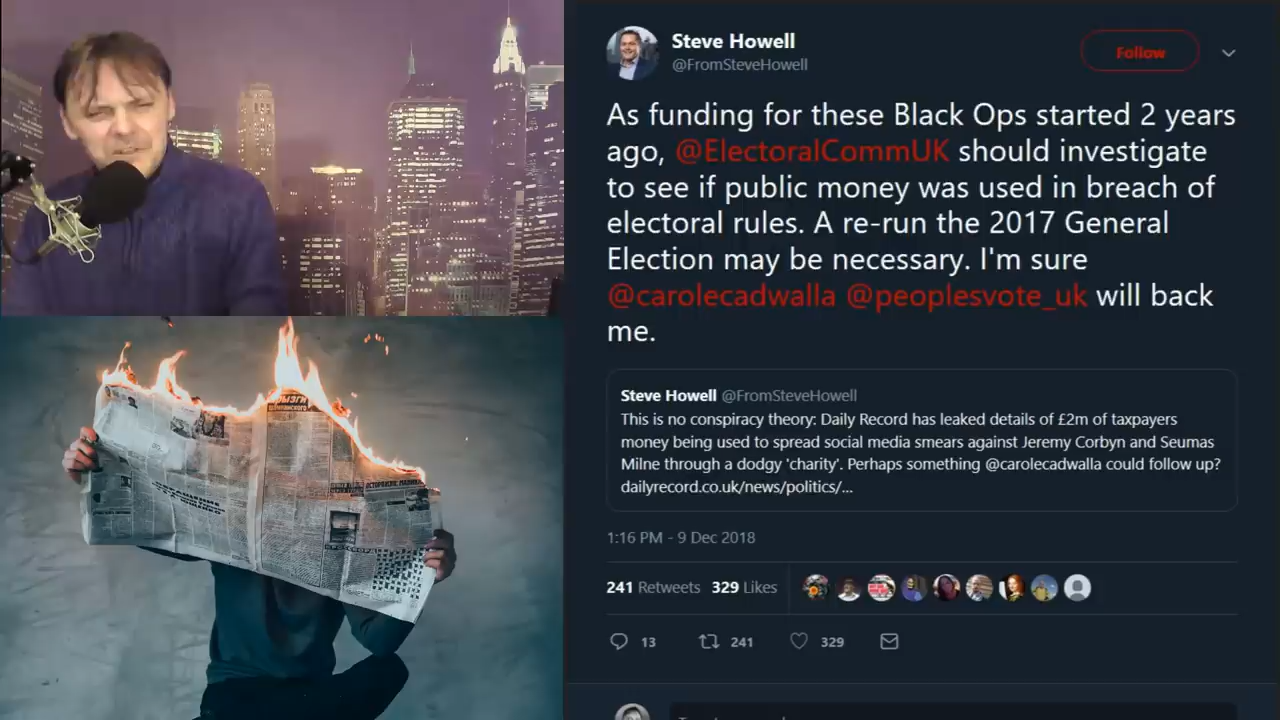 Steve Howell
@FromSteveHowell
Follow
As funding for these Black Ops started 2 years
ago, @ElectoralCommUK should investigate
to see if public money was used in breach of
electoral rules. A re-run the 2017 General
Election may be necessary. I'm sure
@carolecadwalla @peoplesvote_uk will back
me.
Steve Howell @FromSteveHowell
This is no conspiracy theory: Daily Record has leaked details of £2m of taxpayers
money being used to spread social media smears against Jeremy Corbyn and Seumas
Milne through a dodgy 'charity'. Perhaps something @carolecadwalla could follow up?
dailyrecord.co.uk/news/politics/...
1:16 PM - 9 Dec 2018
241 Retweets 329 Likes
13 241 329